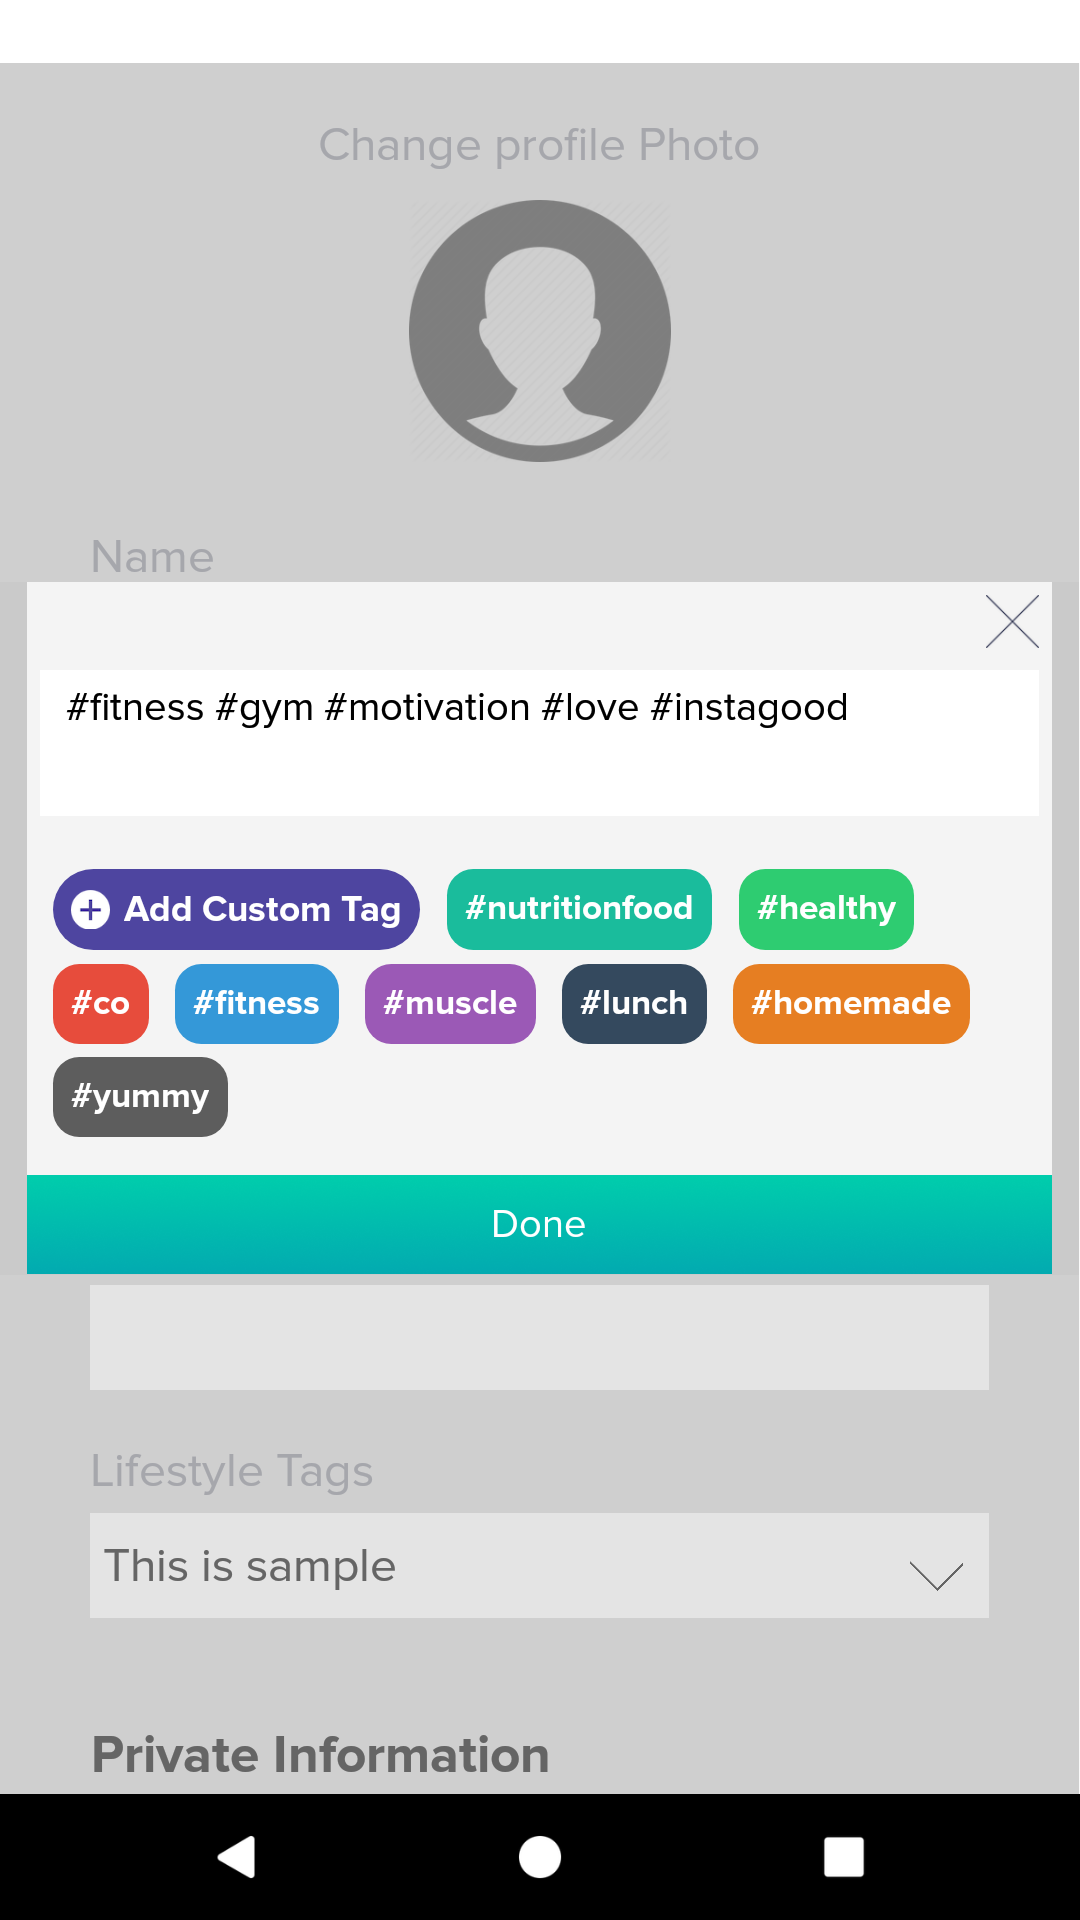 Change profile Photo
Name
#fitness #gym #motivation #love #instagood
Add Custom Tag #nutritionfood #healthy
#co #fitness #muscle #lunch #homemade
#yummy
Done
Lifestyle Tags
This is sample
Private Information